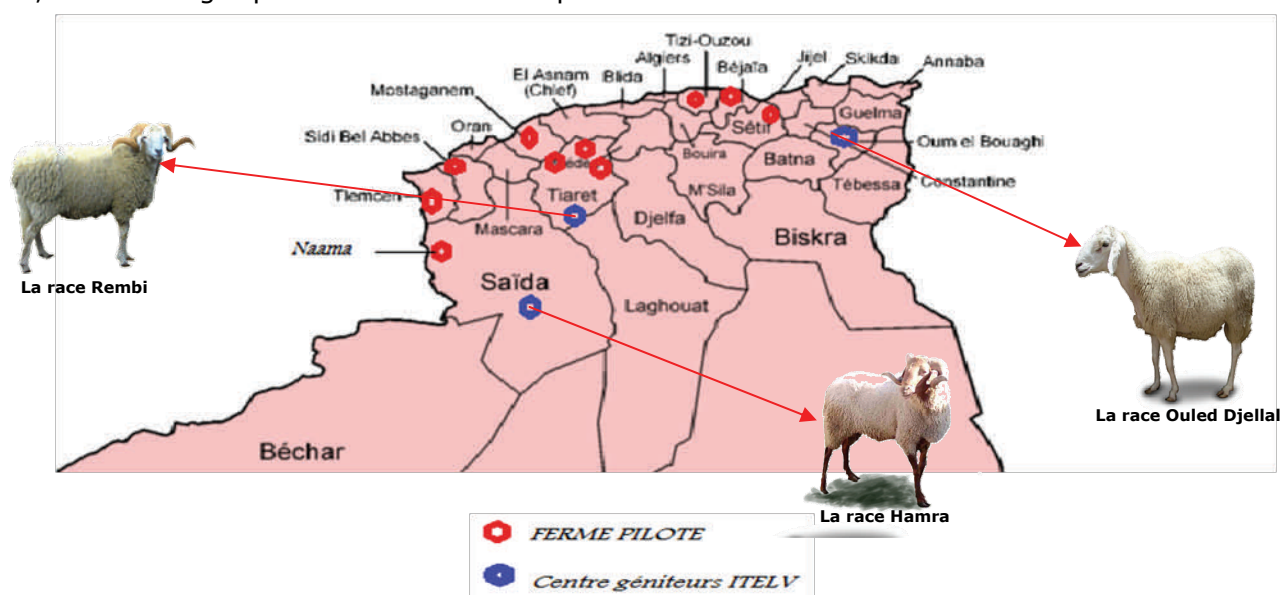 Tizi-Ouzou
Algiers
Béjaïa
Jijel
Skikda
Annaba
El Asnam
(Chief)
Blida
Mostaganem
Oran
Sidi Bel Abbes
Guelma
Sétif
Oum el Bouaghi
Bouira
Batna
Constantine
Tébessa
Tlemcen
Tiaret
M'Sila
Mascara
Djelfa
Biskra
Naama
Saïda
Laghouat
Béchar
La race Rembi
La race Ouled Djellal
La race Hamra
FERME PILOTE
Centre géniteurs ITELV